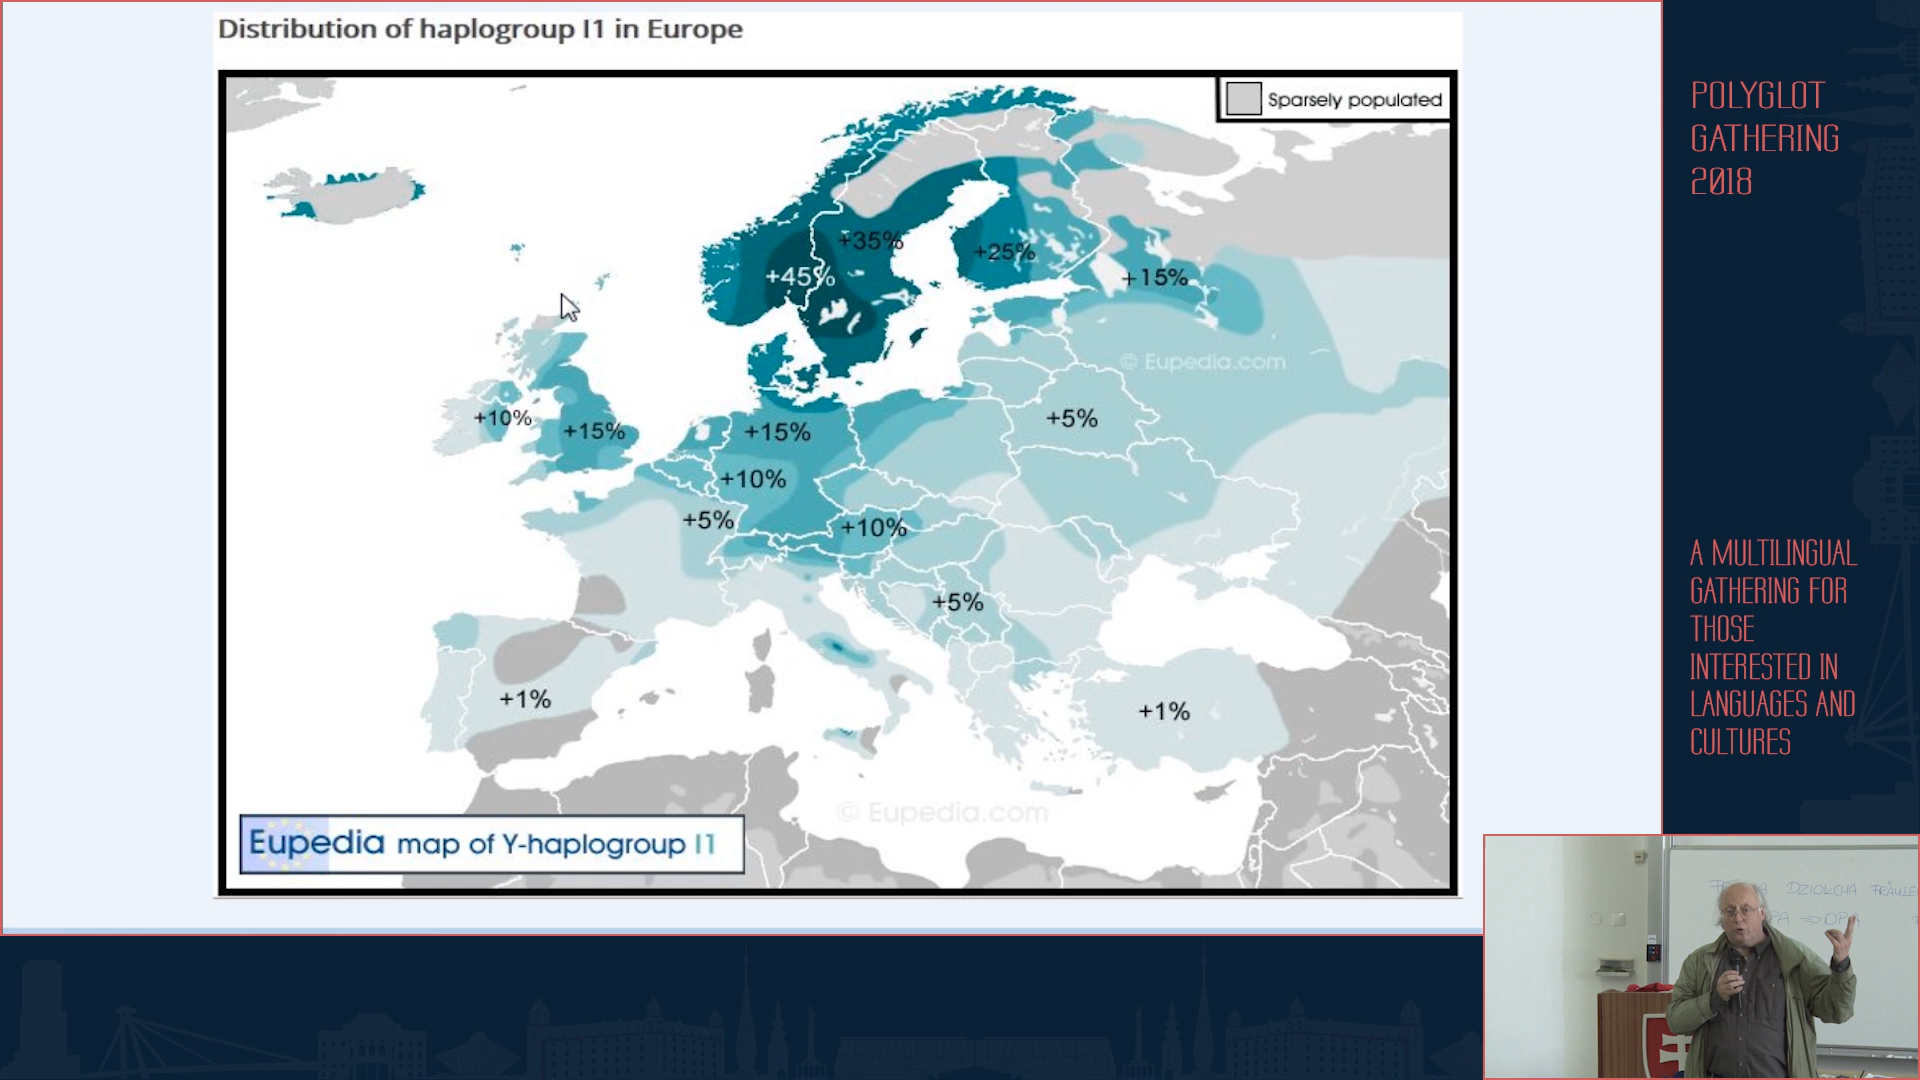 Distribution of haplogroup I1 in Europe
Sparsely populated
+35%
+45%
+25%
+15%
© Eupedia.com
+10%
+15%
+15%
+5%
+10%
+5%
+10%
+5%
+1%
+1%
© Eupedia.com
Eupedia map of Y-haplogroup I1
POLYGLOT
GATHERING
2018
A MULTILINGUAL
GATHERING FOR
THOSE
INTERESTED IN
LANGUAGES AND
CULTURES
DZIOŁCHA